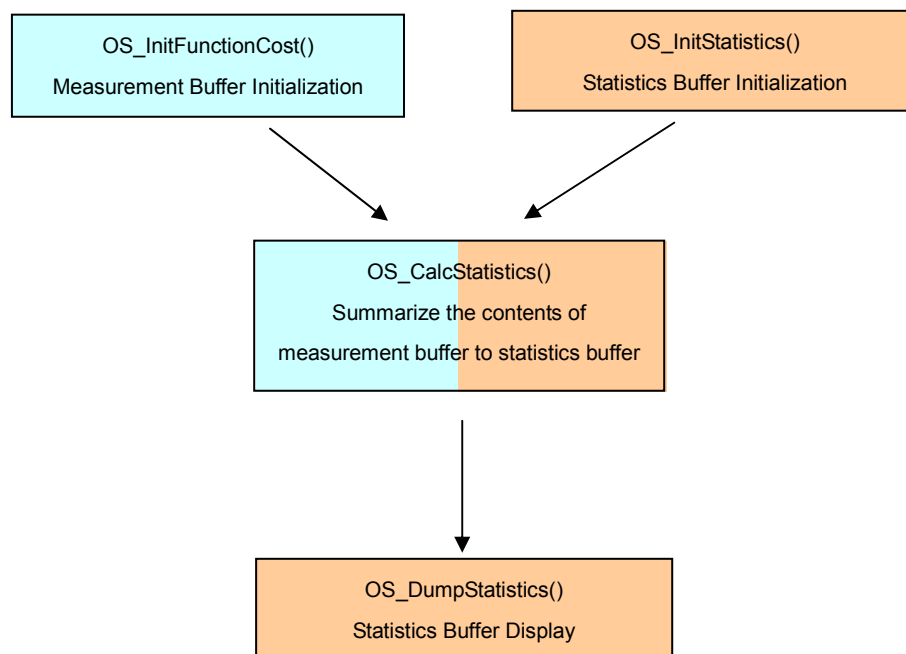 OS_InitFunctionCost()
Measurement Buffer Initialization
OS_InitStatistics()
Statistics Buffer Initialization
OS_CalcStatistics()
Summarize the contents of
measurement buffer to statistics buffer
OS_DumpStatistics()
Statistics Buffer Display